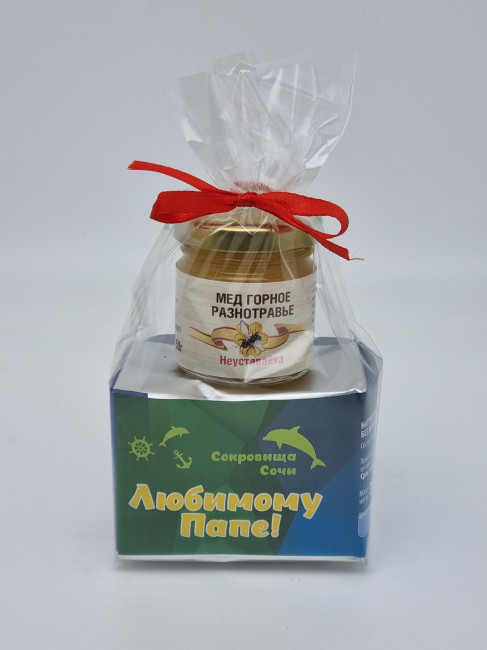 МЕД ГОРНОЕ
РАЗНОТРАВЬЕ
Неуставайка
Сокровища
Сочи
Любимому
Папе!